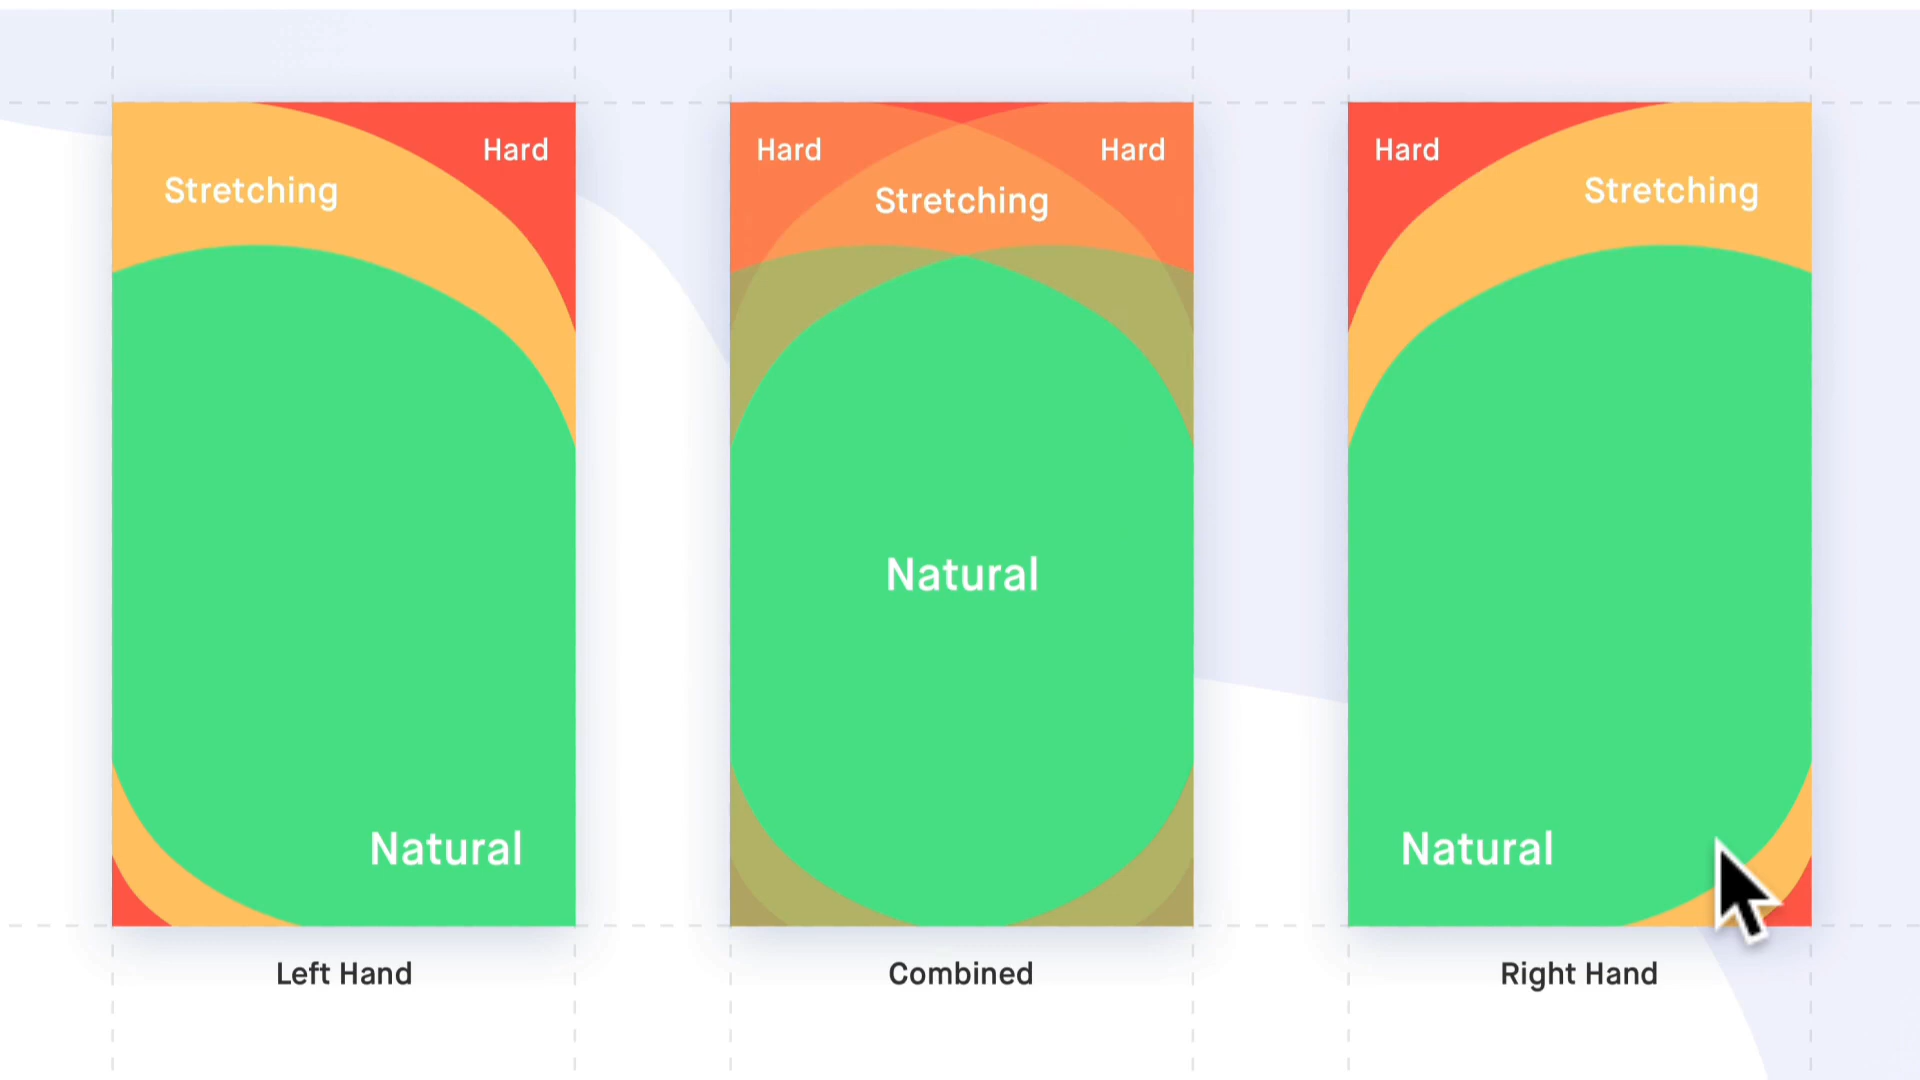 Hard
Stretching
Natural
Left Hand
Hard
Hard
Stretching
Natural
Combined
Hard
Stretching
Natural
Right Hand